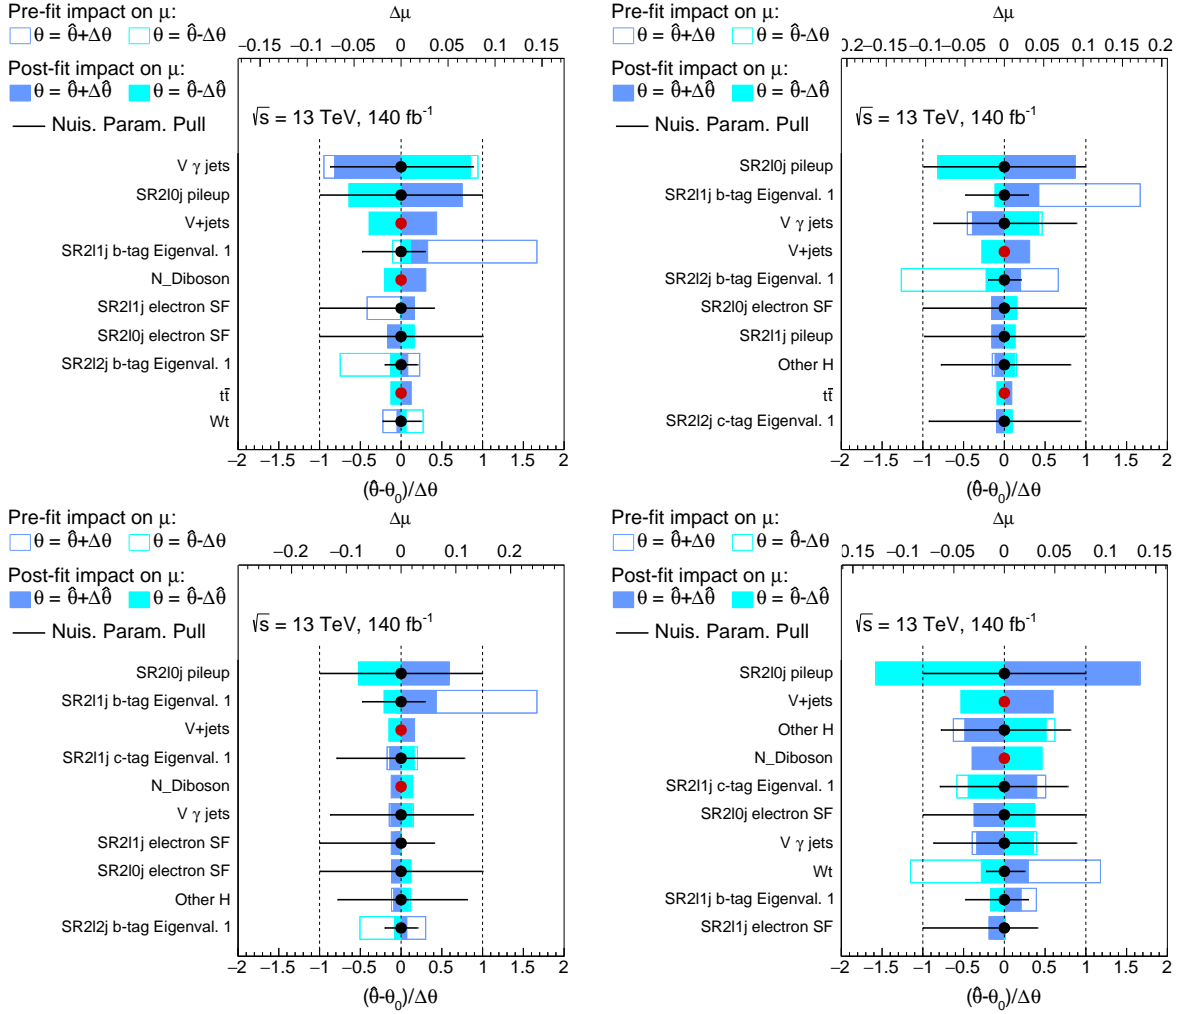 Pre-fit impact on μ:
θ = θ̂+Δθ θ = θ̂-Δθ
Post-fit impact on μ:
θ = θ̂+Δθ̂ θ = θ̂-Δθ̂
Nuis. Param. Pull
Δμ
−0.15 −0.1 −0.05 0 0.05 0.1 0.15
√s = 13 TeV, 140 fb⁻¹
V γ jets
SR2l0j pileup
V+jets
SR2l1j b-tag Eigenval. 1
N_Diboson
SR2l1j electron SF
SR2l0j electron SF
SR2l2j b-tag Eigenval. 1
tt̄
Wt
−2 −1.5 −1 −0.5 0 0.5 1 1.5 2
(θ̂-θ₀)/Δθ
Pre-fit impact on μ:
θ = θ̂+Δθ θ = θ̂-Δθ
Post-fit impact on μ:
θ = θ̂+Δθ̂ θ = θ̂-Δθ̂
Nuis. Param. Pull
Δμ
0.2 −0.15 −0.1 −0.05 0 0.05 0.1 0.15 0.2
√s = 13 TeV, 140 fb⁻¹
SR2l0j pileup
SR2l1j b-tag Eigenval. 1
V γ jets
V+jets
SR2l2j b-tag Eigenval. 1
SR2l0j electron SF
SR2l1j pileup
Other H
tt̄
SR2l2j c-tag Eigenval. 1
−2 −1.5 −1 −0.5 0 0.5 1 1.5 2
(θ̂-θ₀)/Δθ
Pre-fit impact on μ:
θ = θ̂+Δθ θ = θ̂-Δθ
Post-fit impact on μ:
θ = θ̂+Δθ̂ θ = θ̂-Δθ̂
Nuis. Param. Pull
Δμ
−0.2 −0.1 0 0.1 0.2
√s = 13 TeV, 140 fb⁻¹
SR2l0j pileup
SR2l1j b-tag Eigenval. 1
V+jets
SR2l1j c-tag Eigenval. 1
N_Diboson
V γ jets
SR2l1j electron SF
SR2l0j electron SF
Other H
SR2l2j b-tag Eigenval. 1
−2 −1.5 −1 −0.5 0 0.5 1 1.5 2
(θ̂-θ₀)/Δθ
Pre-fit impact on μ:
θ = θ̂+Δθ θ = θ̂-Δθ
Post-fit impact on μ:
θ = θ̂+Δθ̂ θ = θ̂-Δθ̂
Nuis. Param. Pull
Δμ
0.15 −0.1 −0.05 0 0.05 0.1 0.15
√s = 13 TeV, 140 fb⁻¹
SR2l0j pileup
V+jets
Other H
N_Diboson
SR2l1j c-tag Eigenval. 1
SR2l0j electron SF
V γ jets
Wt
SR2l1j b-tag Eigenval. 1
SR2l1j electron SF
−2 −1.5 −1 −0.5 0 0.5 1 1.5 2
(θ̂-θ₀)/Δθ